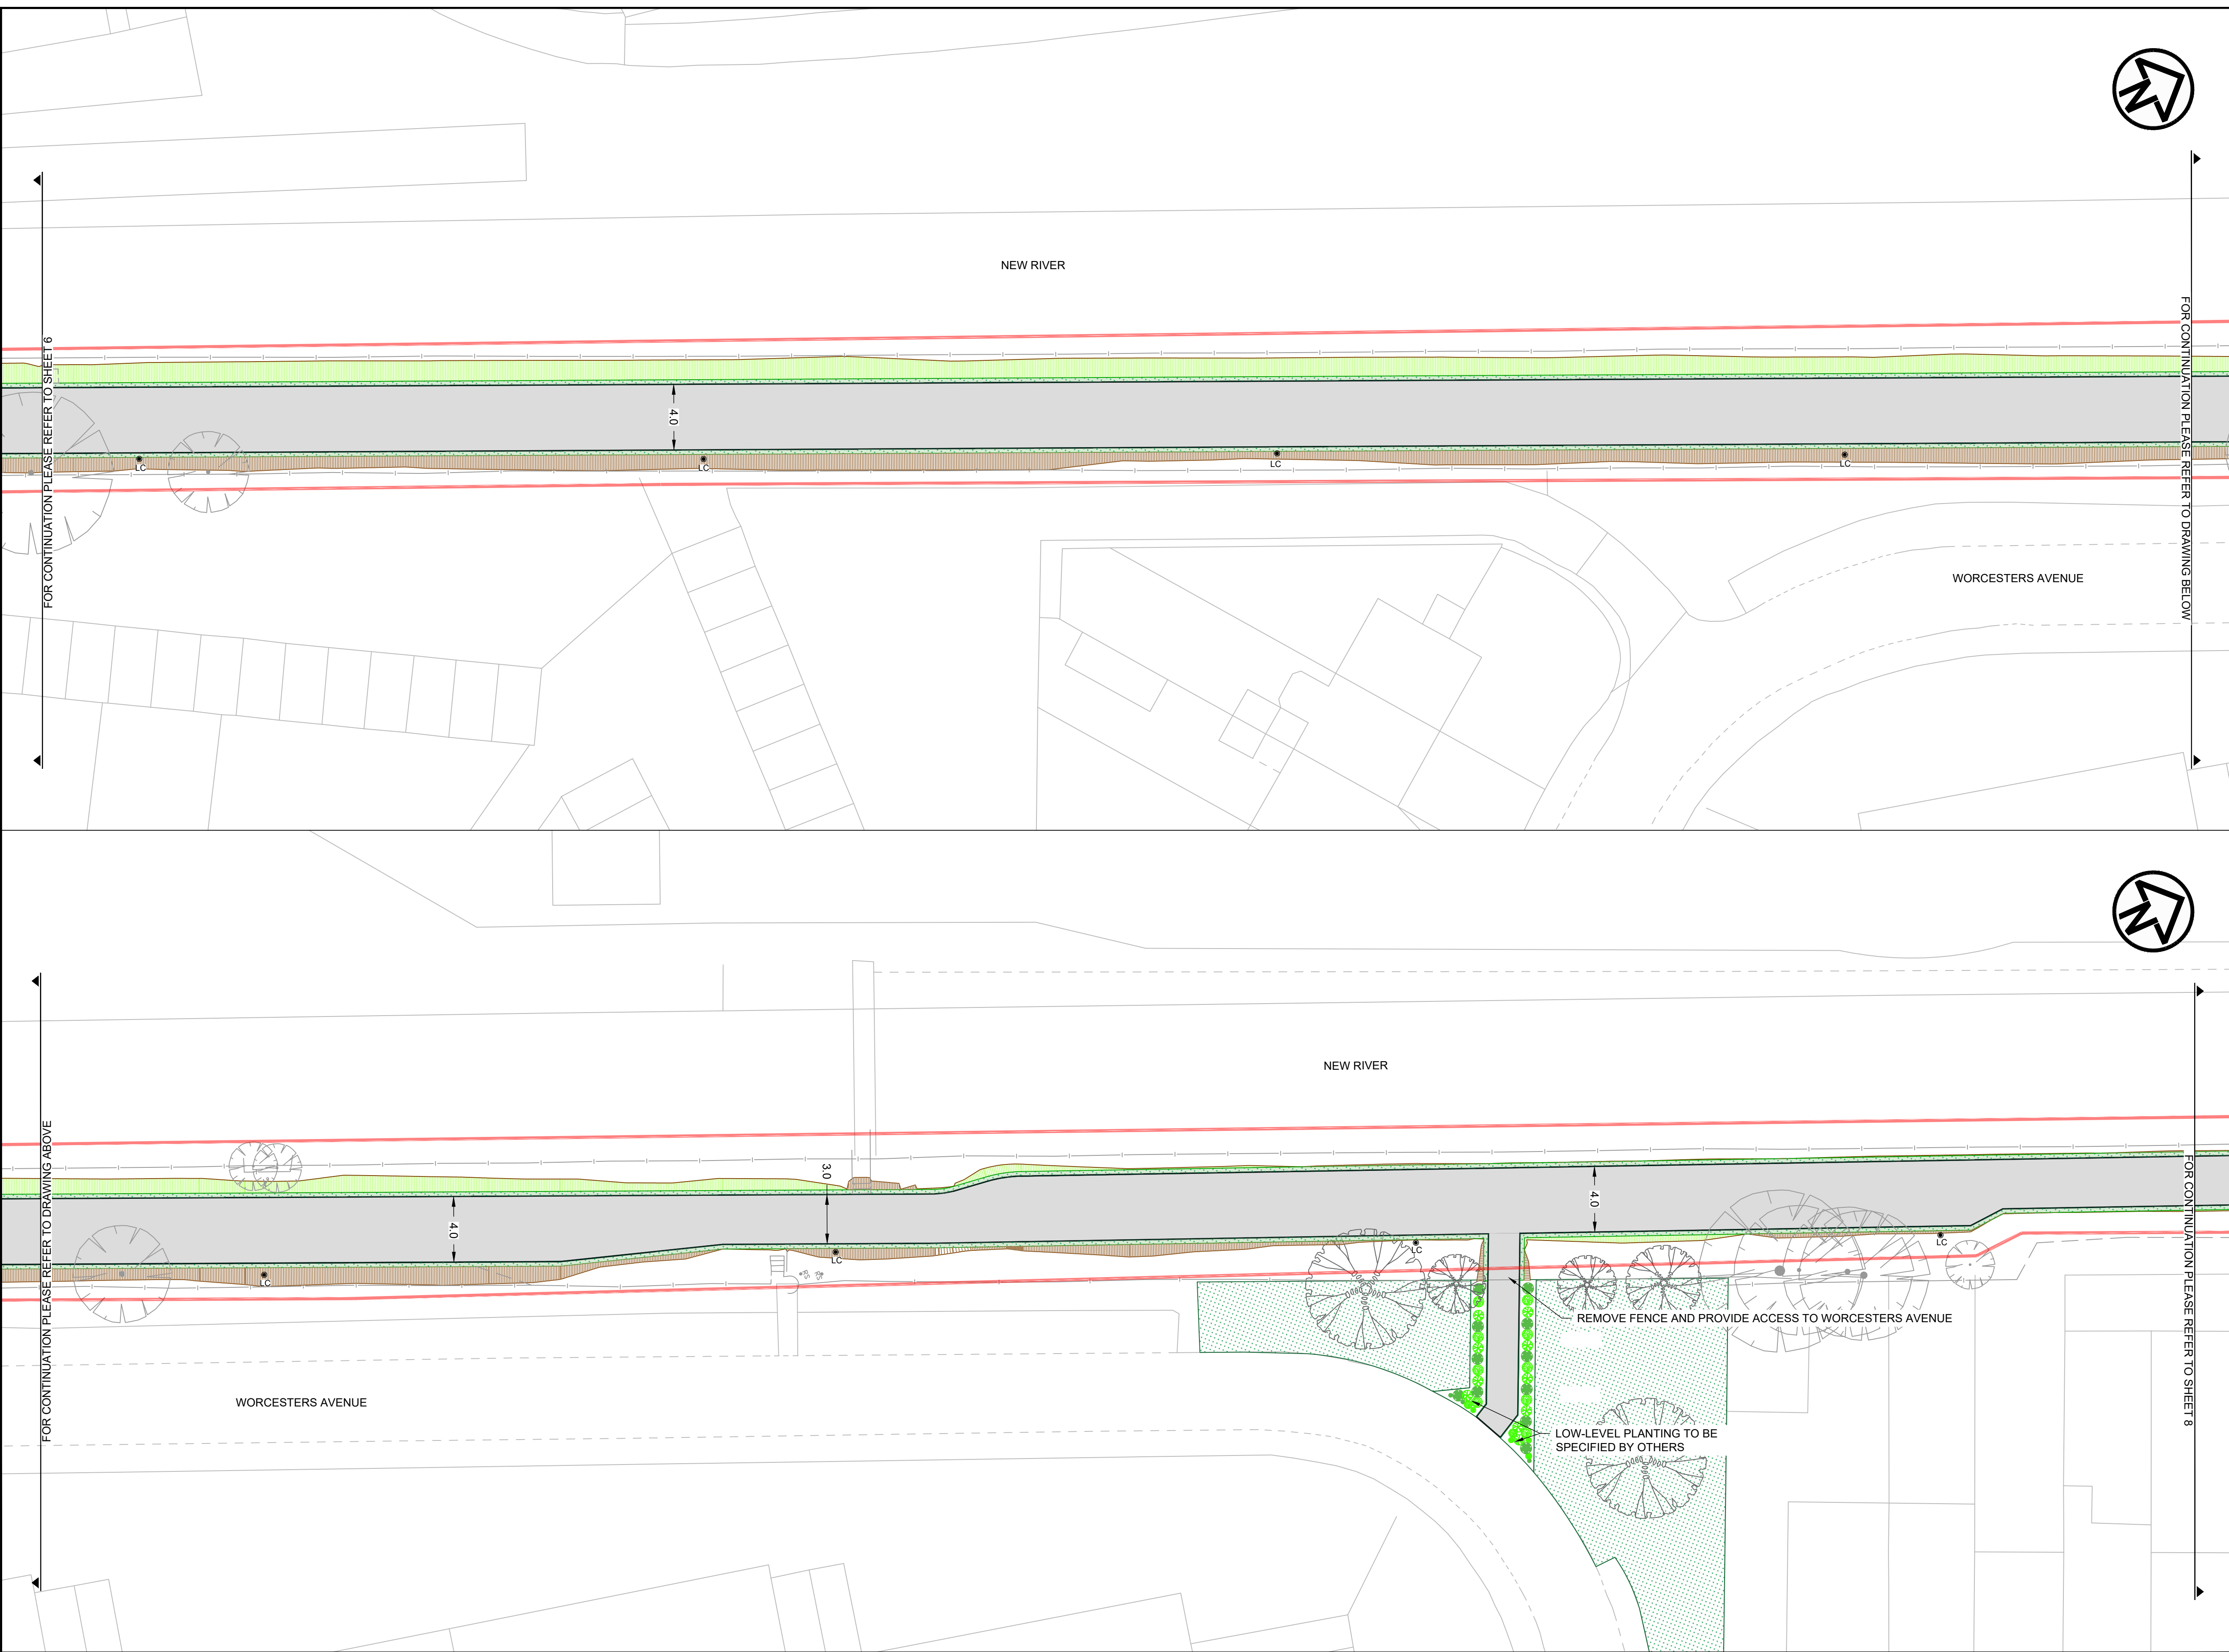 N
NEW RIVER
FOR CONTINUATION PLEASE REFER TO SHEET 6
4.0
LC
LC
LC
LC
WORCESTERS AVENUE
FOR CONTINUATION PLEASE REFER TO DRAWING BELOW
N
NEW RIVER
FOR CONTINUATION PLEASE REFER TO DRAWING ABOVE
4.0
3.0
4.0
LC
LC
RS
RS
LC
LC
REMOVE FENCE AND PROVIDE ACCESS TO WORCESTERS AVENUE
WORCESTERS AVENUE
LOW-LEVEL PLANTING TO BE
SPECIFIED BY OTHERS
FOR CONTINUATION PLEASE REFER TO SHEET 8